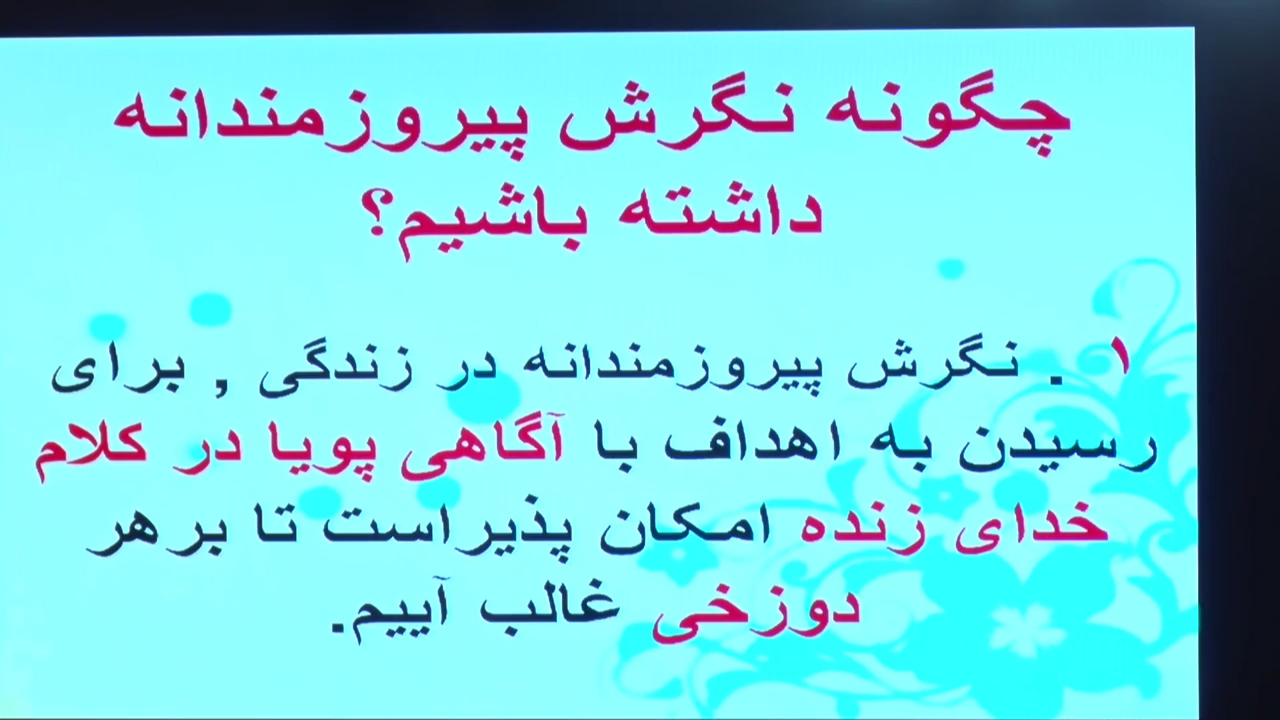 چگونه نگرش پیروزمندانه
داشته باشیم؟
۱ . نگرش پیروزمندانه در زندگی , برای
رسیدن به اهداف با آگاهی پویا در کلام
خدای زنده امکان پذیراست تا برهر
دوزخی غالب آییم.